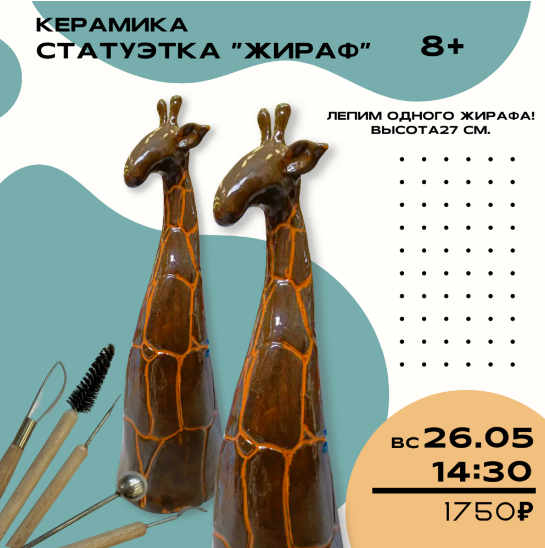 КЕРАМИКА
СТАТУЭТКА "ЖИРАФ"
8+
ЛЕПИМ ОДНОГО ЖИРАФА!
ВЫСОТА27 СМ.
ВС 26.05
14:30
1750₽